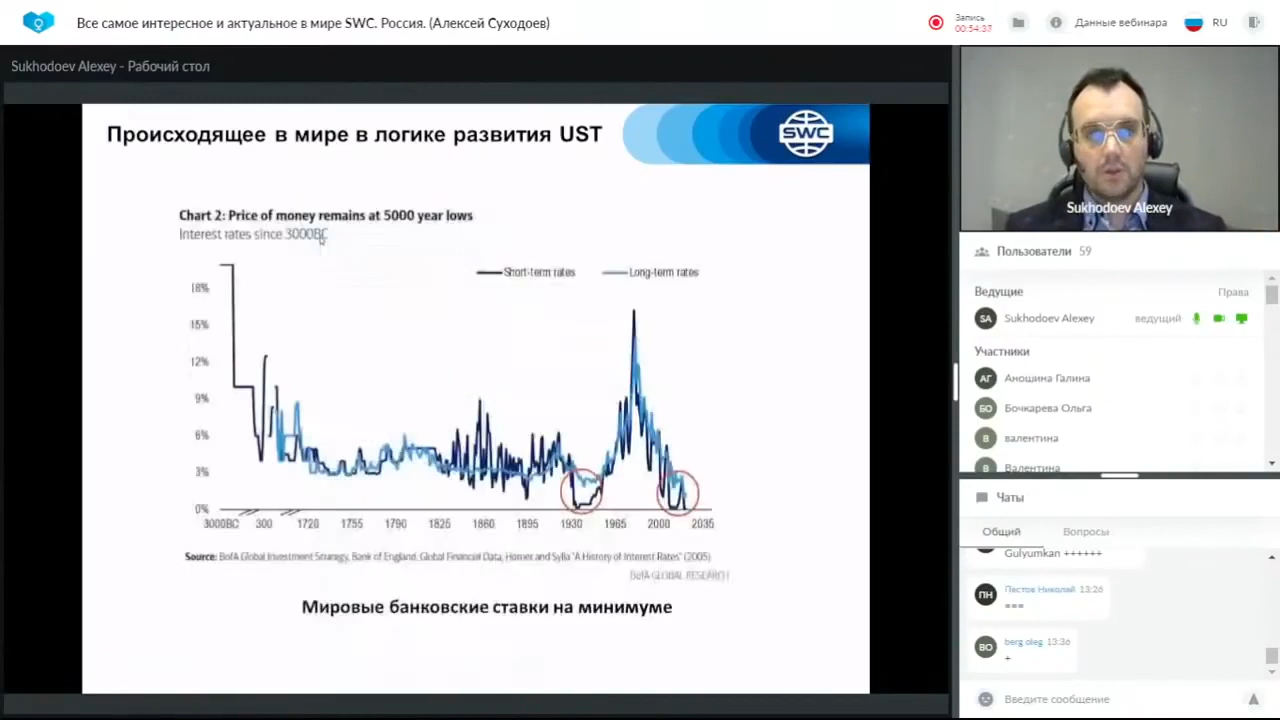 Все самое интересное и актуальное в мире SWC. Россия. (Алексей Суходоев)
Запись
00:54:37
Данные вебинара
RU
Sukhodoev Alexey - Рабочий стол
Происходящее в мире в логике развития UST
SWC
Chart 2: Price of money remains at 5000 year lows
Interest rates since 3000BC
Short-term rates
Long-term rates
18%
15%
12%
9%
6%
3%
0%
3000BC 300 1720 1755 1790 1825 1860 1895 1930 1965 2000 2035
Source: BofA Global Investment Strategy, Bank of England, Global Financial Data, Homer and Sylla "A History of Interest Rates" (2005)
BofA GLOBAL RESEARCH
Мировые банковские ставки на минимуме
Sukhodoev Alexey
Пользователи 59
Ведущие
Права
SA Sukhodoev Alexey ведущий
Участники
АГ Аношина Галина
БО Бочкарева Ольга
В валентина
В Валентина
Чаты
Общий
Вопросы
Gulyumkan ++++++
ПН Пестов Николай 13:26
===
BO berg oleg 13:36
+
Введите сообщение